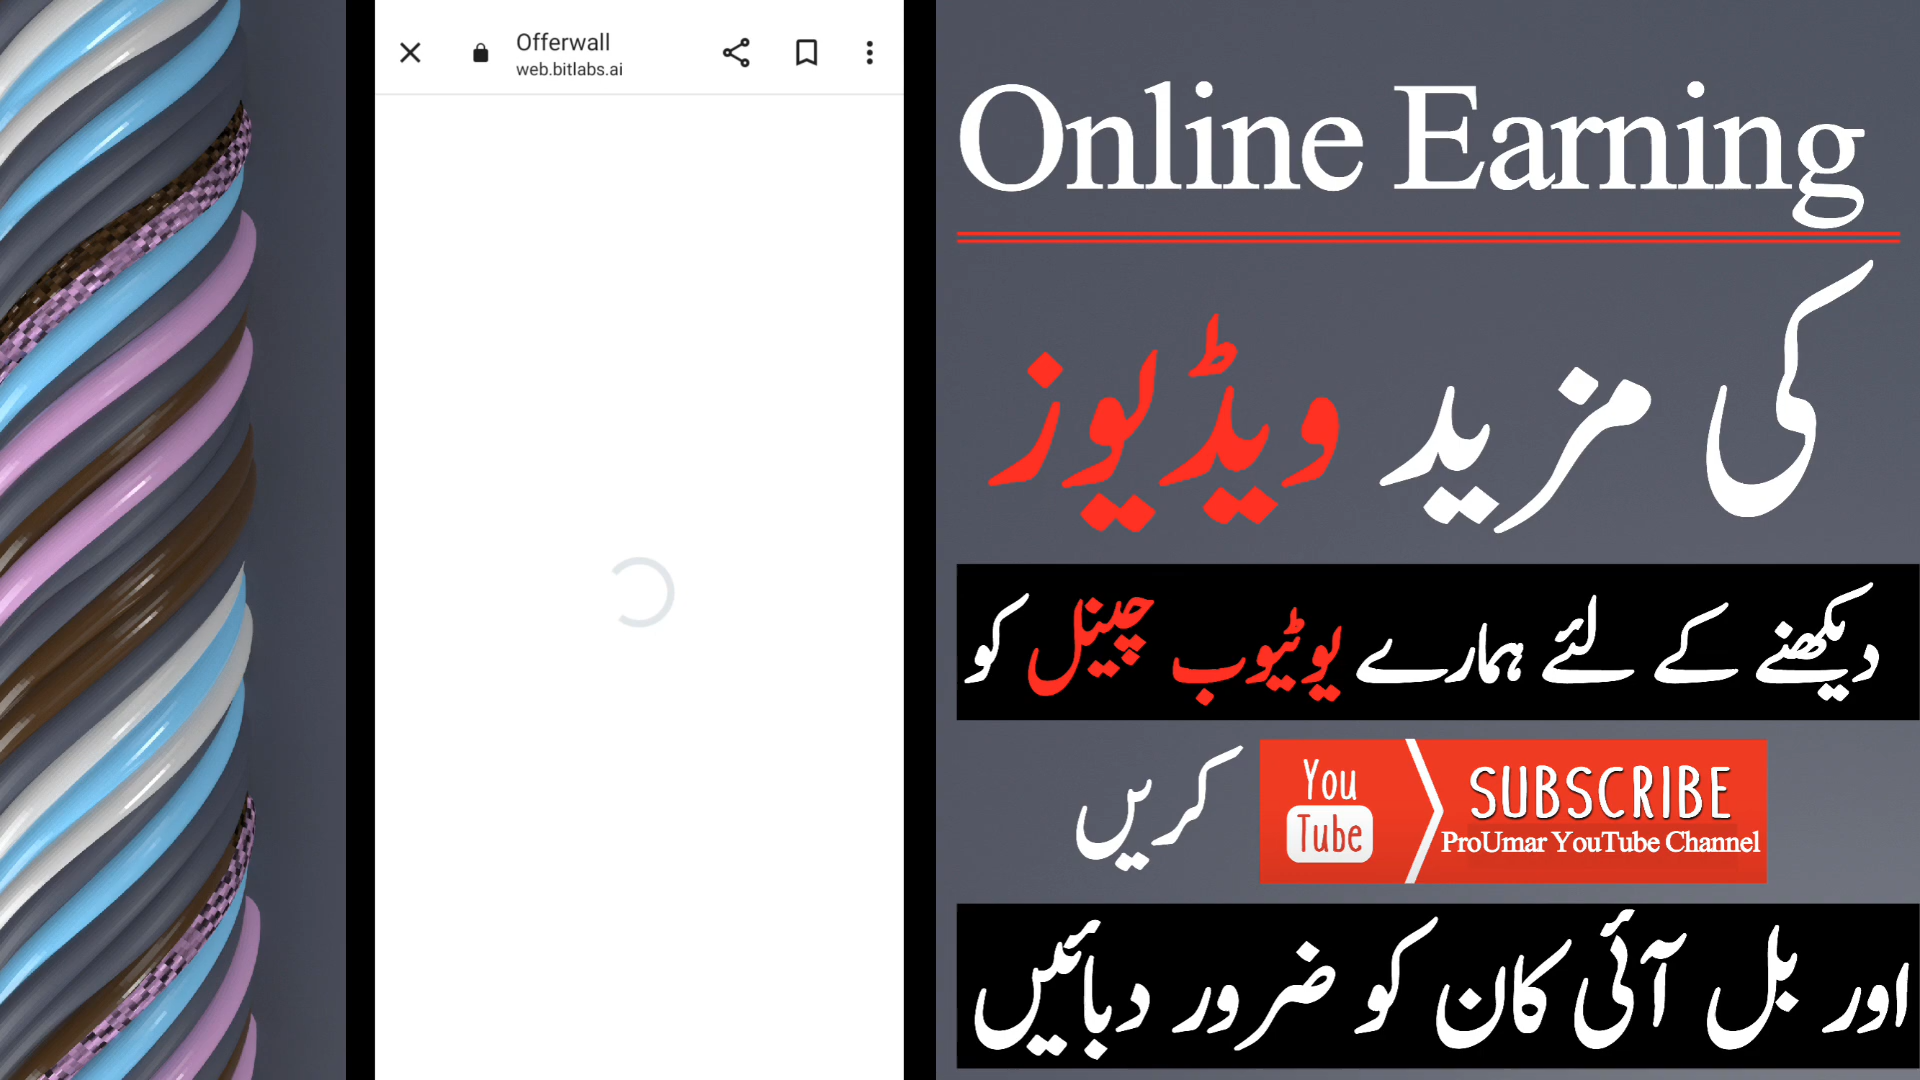 Offerwall
web.bitlabs.ai
Online Earning
کی مزید ویڈیوز
دیکھنے کے لئے ہمارے یوٹیوب چینل کو
You
Tube
SUBSCRIBE
ProUmar YouTube Channel
کریں
اور بل آئی کان کو ضرور دبائیں